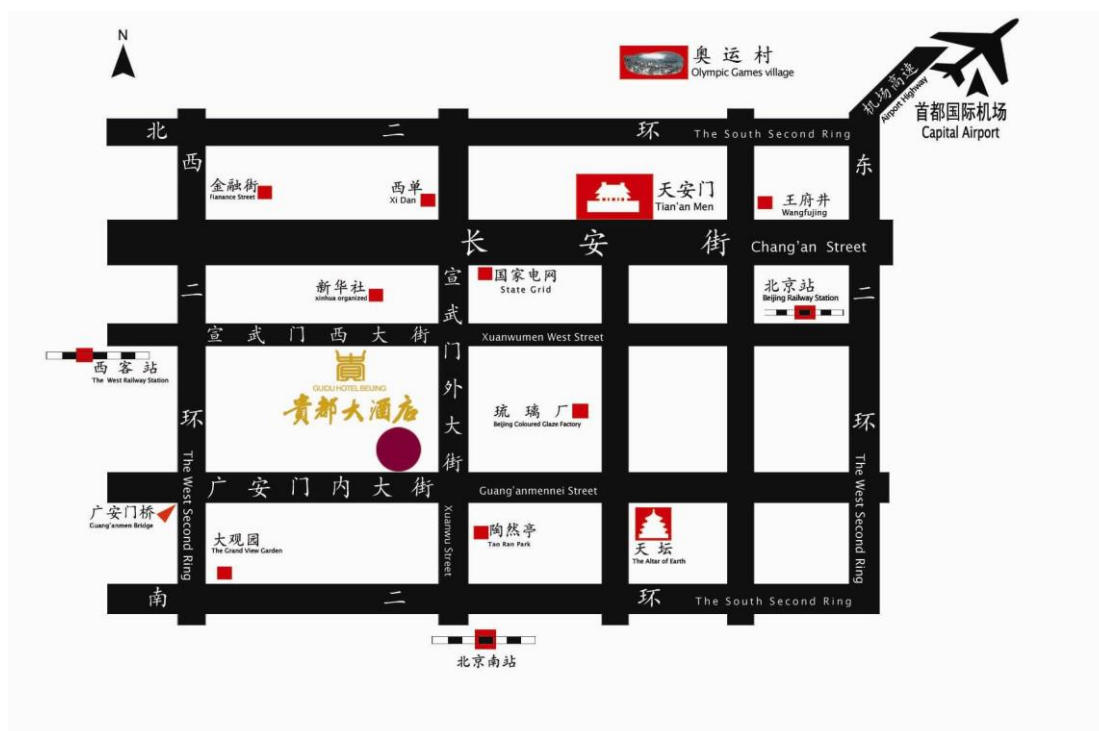 N
奥运村
Olympic Games village
机场高速
Airport Highway
首都国际机场
Capital Airport
北二环 The South Second Ring
西二环
The West Second Ring
东二环
The West Second Ring
金融街
Fianance Street
西单
Xi Dan
天安门
Tian'an Men
王府井
Wangfujing
长安街 Chang'an Street
新华社
xinhua organized
宣武门外大街
Xuanwu Street
国家电网
State Grid
北京站
Beijing Railway Station
宣武门西大街 Xuanwumen West Street
西客站
The West Railway Station
貴
GUIDU HOTEL BEIJING
貴都大酒店
琉璃厂
Beijing Coloured Glaze Factory
广安门内大街 Guang'anmennei Street
广安门桥
Guang'anmen Bridge
大观园
The Grand View Garden
陶然亭
Tao Ran Park
天坛
The Altar of Earth
南二环 The South Second Ring
北京南站